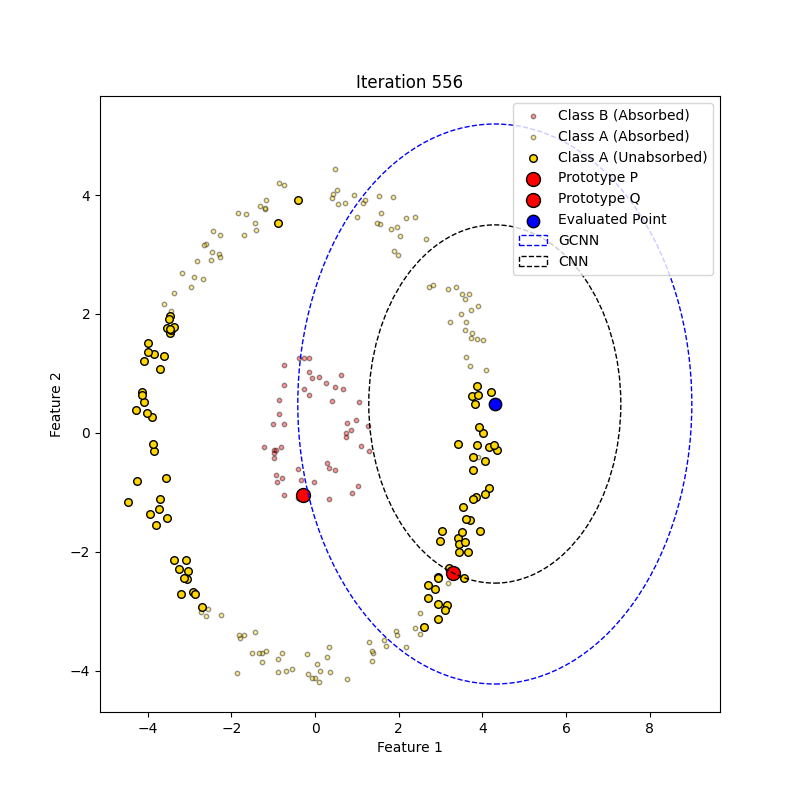 Iteration 556
Class B (Absorbed)
Class A (Absorbed)
Class A (Unabsorbed)
Prototype P
Prototype Q
Evaluated Point
GCNN
CNN
4
2
0
−2
−4
Feature 2
−4 −2 0 2 4 6 8
Feature 1